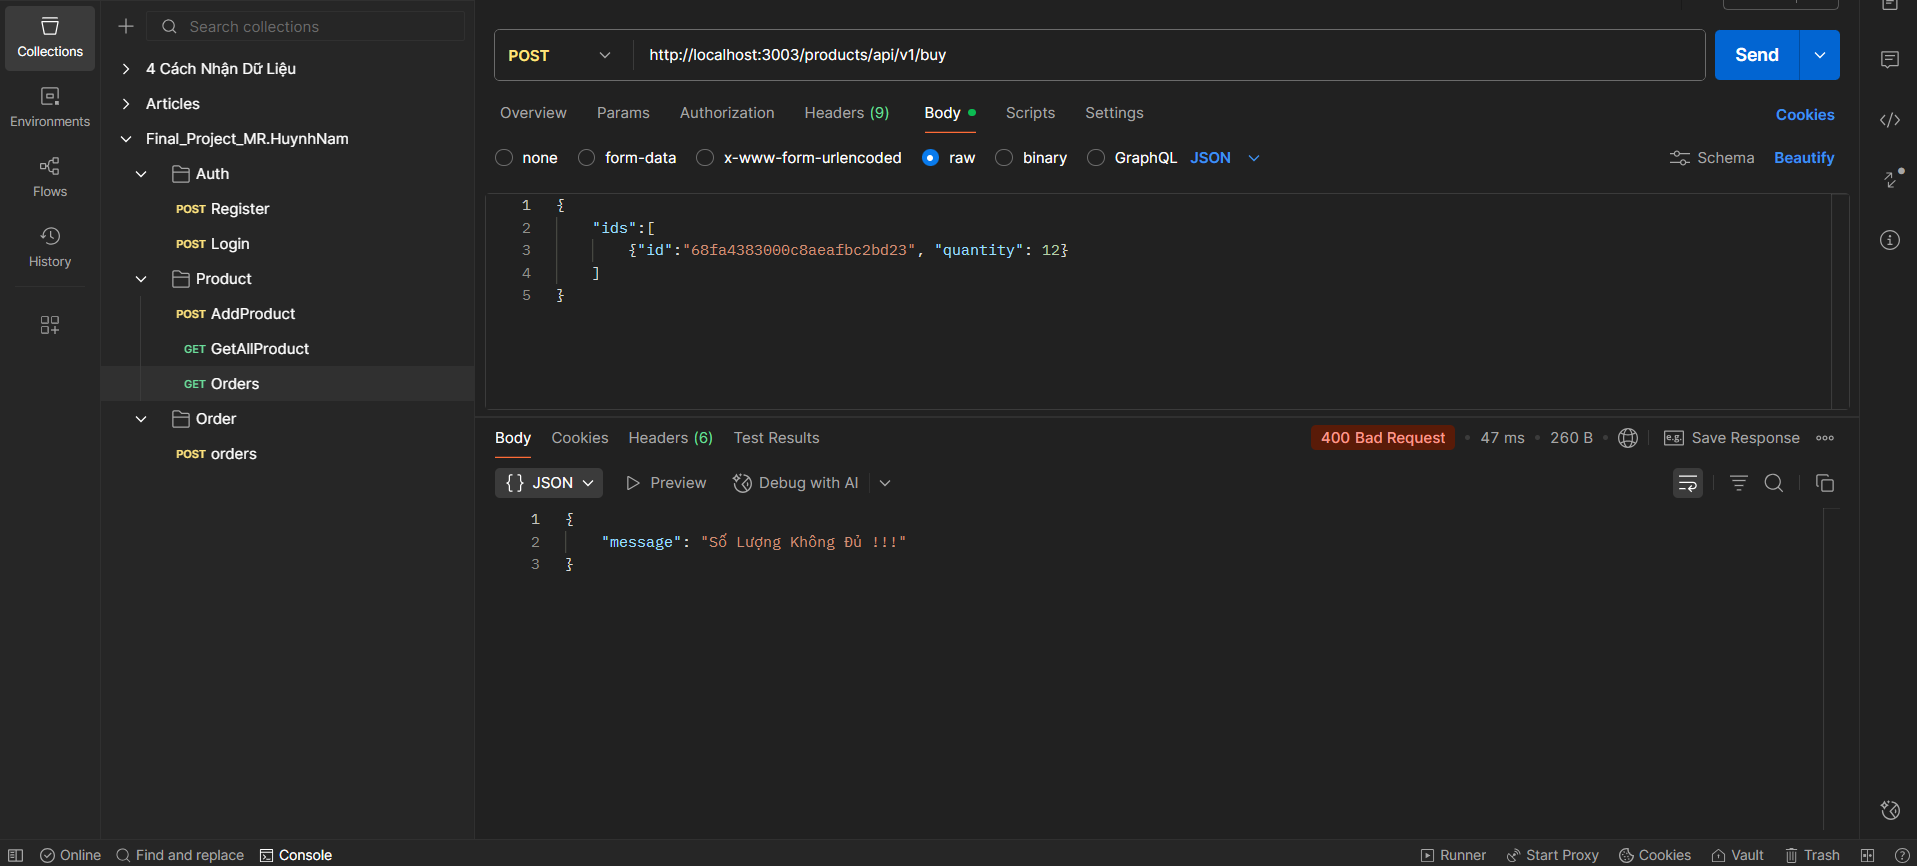 Collections
Environments
Flows
History
Search collections
4 Cách Nhận Dữ Liệu
Articles
Final_Project_MR.HuynhNam
Auth
POST Register
POST Login
Product
POST AddProduct
GET GetAllProduct
GET Orders
Order
POST orders
POST http://localhost:3003/products/api/v1/buy Send
Overview Params Authorization Headers (9) Body Scripts Settings Cookies
none form-data x-www-form-urlencoded raw binary GraphQL JSON Schema Beautify
1 {
2 "ids":[
3 {"id":"68fa4383000c8aeafbc2bd23", "quantity": 12}
4 ]
5 }
Body Cookies Headers (6) Test Results 400 Bad Request 47 ms 260 B e.g. Save Response
{} JSON Preview Debug with AI
1 {
2 "message": "Số Lượng Không Đủ !!!"
3 }
Online Find and replace Console Runner Start Proxy Cookies Vault Trash